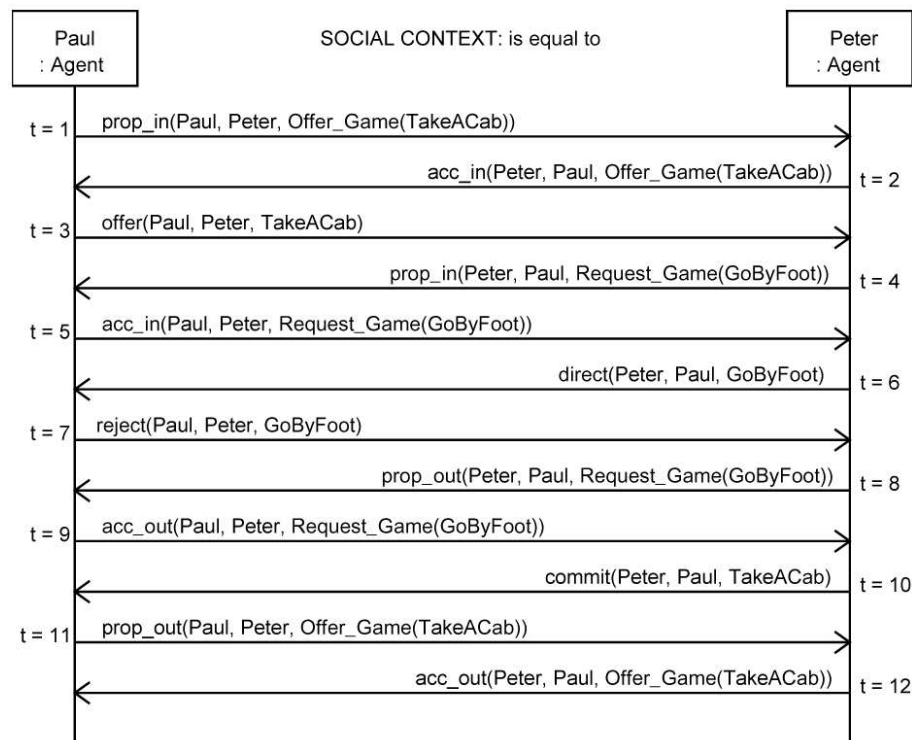 Paul
: Agent
SOCIAL CONTEXT: is equal to
Peter
: Agent
t = 1
prop_in(Paul, Peter, Offer_Game(TakeACab))
acc_in(Peter, Paul, Offer_Game(TakeACab))
t = 2
t = 3
offer(Paul, Peter, TakeACab)
prop_in(Peter, Paul, Request_Game(GoByFoot))
t = 4
t = 5
acc_in(Paul, Peter, Request_Game(GoByFoot))
direct(Peter, Paul, GoByFoot)
t = 6
t = 7
reject(Paul, Peter, GoByFoot)
prop_out(Peter, Paul, Request_Game(GoByFoot))
t = 8
t = 9
acc_out(Paul, Peter, Request_Game(GoByFoot))
commit(Peter, Paul, TakeACab)
t = 10
t = 11
prop_out(Paul, Peter, Offer_Game(TakeACab))
acc_out(Peter, Paul, Offer_Game(TakeACab))
t = 12